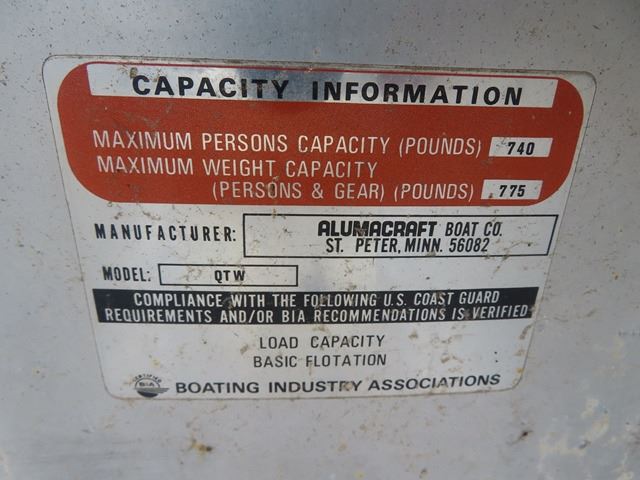 CAPACITY INFORMATION
MAXIMUM PERSONS CAPACITY (POUNDS) 740
MAXIMUM WEIGHT CAPACITY
(PERSONS & GEAR) (POUNDS) 775
MANUFACTURER: ALUMACRAFT BOAT CO.
ST. PETER, MINN. 56082
MODEL: QTW
COMPLIANCE WITH THE FOLLOWING U.S. COAST GUARD
REQUIREMENTS AND/OR BIA RECOMMENDATIONS IS VERIFIED
LOAD CAPACITY
BASIC FLOTATION
CERTIFIED
BIA
BOATING INDUSTRY ASSOCIATIONS